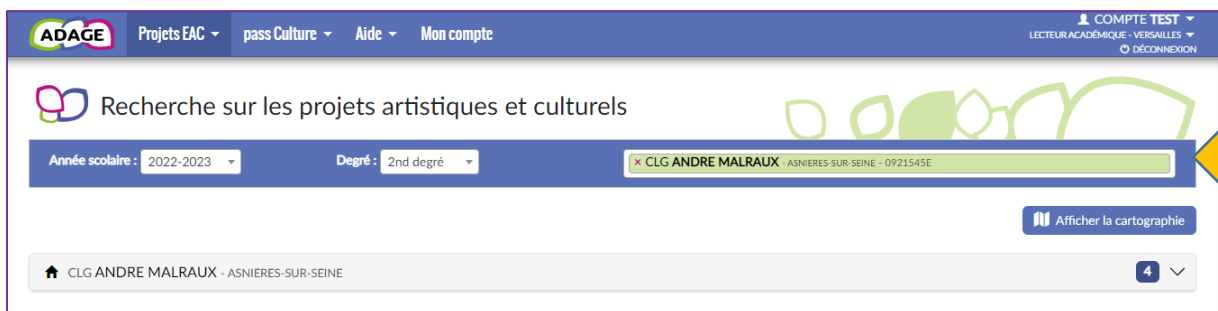 ADAGE Projets EAC pass Culture Aide Mon compte
COMPTE TEST
LECTEUR ACADÉMIQUE - VERSAILLES
DÉCONNEXION
Recherche sur les projets artistiques et culturels
Année scolaire : 2022-2023 Degré : 2nd degré × CLG ANDRE MALRAUX - ASNIERES-SUR-SEINE - 0921545E
Afficher la cartographie
CLG ANDRE MALRAUX - ASNIERES-SUR-SEINE 4